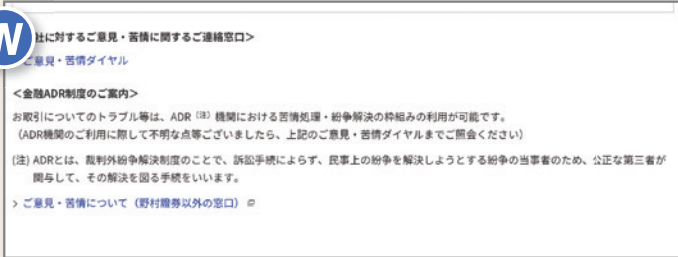 W
社に対するご意見・苦情に関するご連絡窓口>
ご意見・苦情ダイヤル
<金融ADR制度のご案内>
お取引についてのトラブル等は、ADR（注）機関における苦情処理・紛争解決の枠組みの利用が可能です。
（ADR機関のご利用に際して不明な点等ございましたら、上記のご意見・苦情ダイヤルまでご照会ください）
(注) ADRとは、裁判外紛争解決制度のことで、訴訟手続によらず、民事上の紛争を解決しようとする紛争の当事者のため、公正な第三者が
関与して、その解決を図る手続をいいます。
> ご意見・苦情について（野村證券以外の窓口）